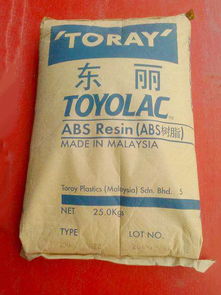 'TORAY'
东丽
TOYOLAC
ABS Resin (ABS树脂)
MADE IN MALAYSIA
Toray Plastics (Malaysia) Sdn. Bhd. S
NET 25.0Kgs
TYPE LOT NO.